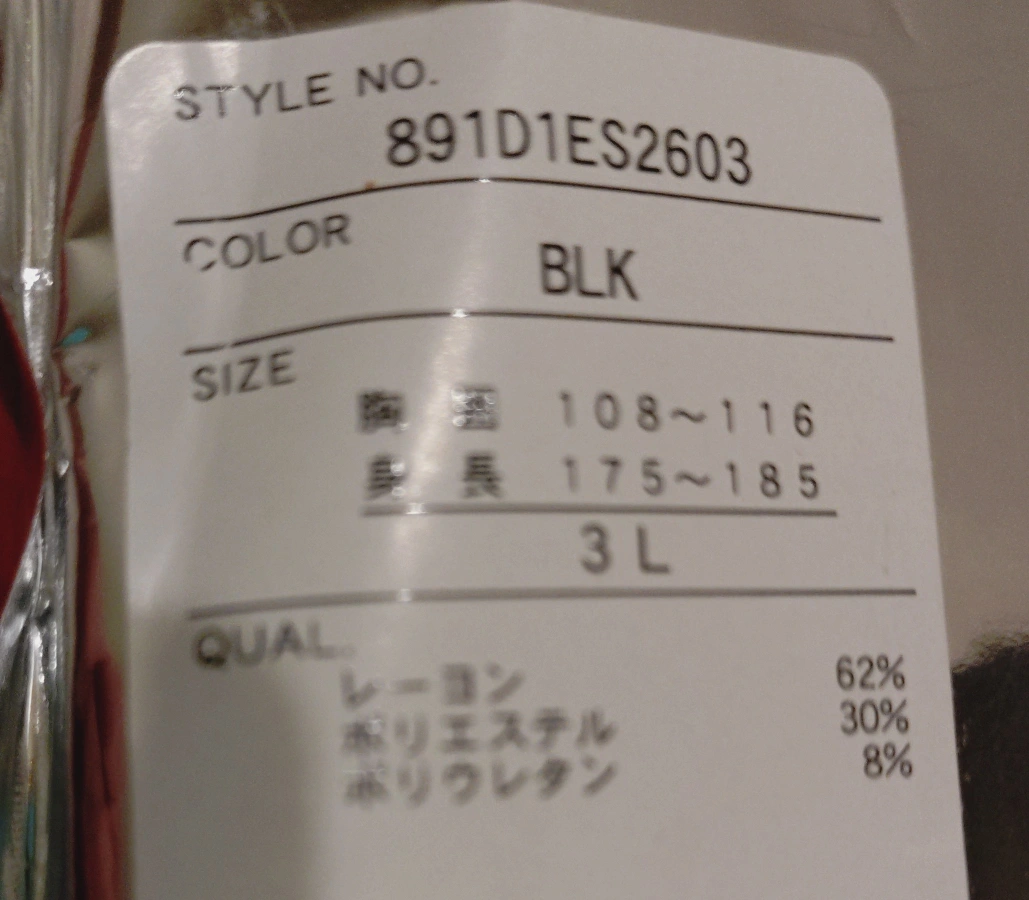 STYLE NO.
891D1ES2603
COLOR
BLK
SIZE
胸 囲 108~116
身 長 175~185
3L
QUAL.
レーヨン 62%
ポリエステル 30%
ポリウレタン 8%